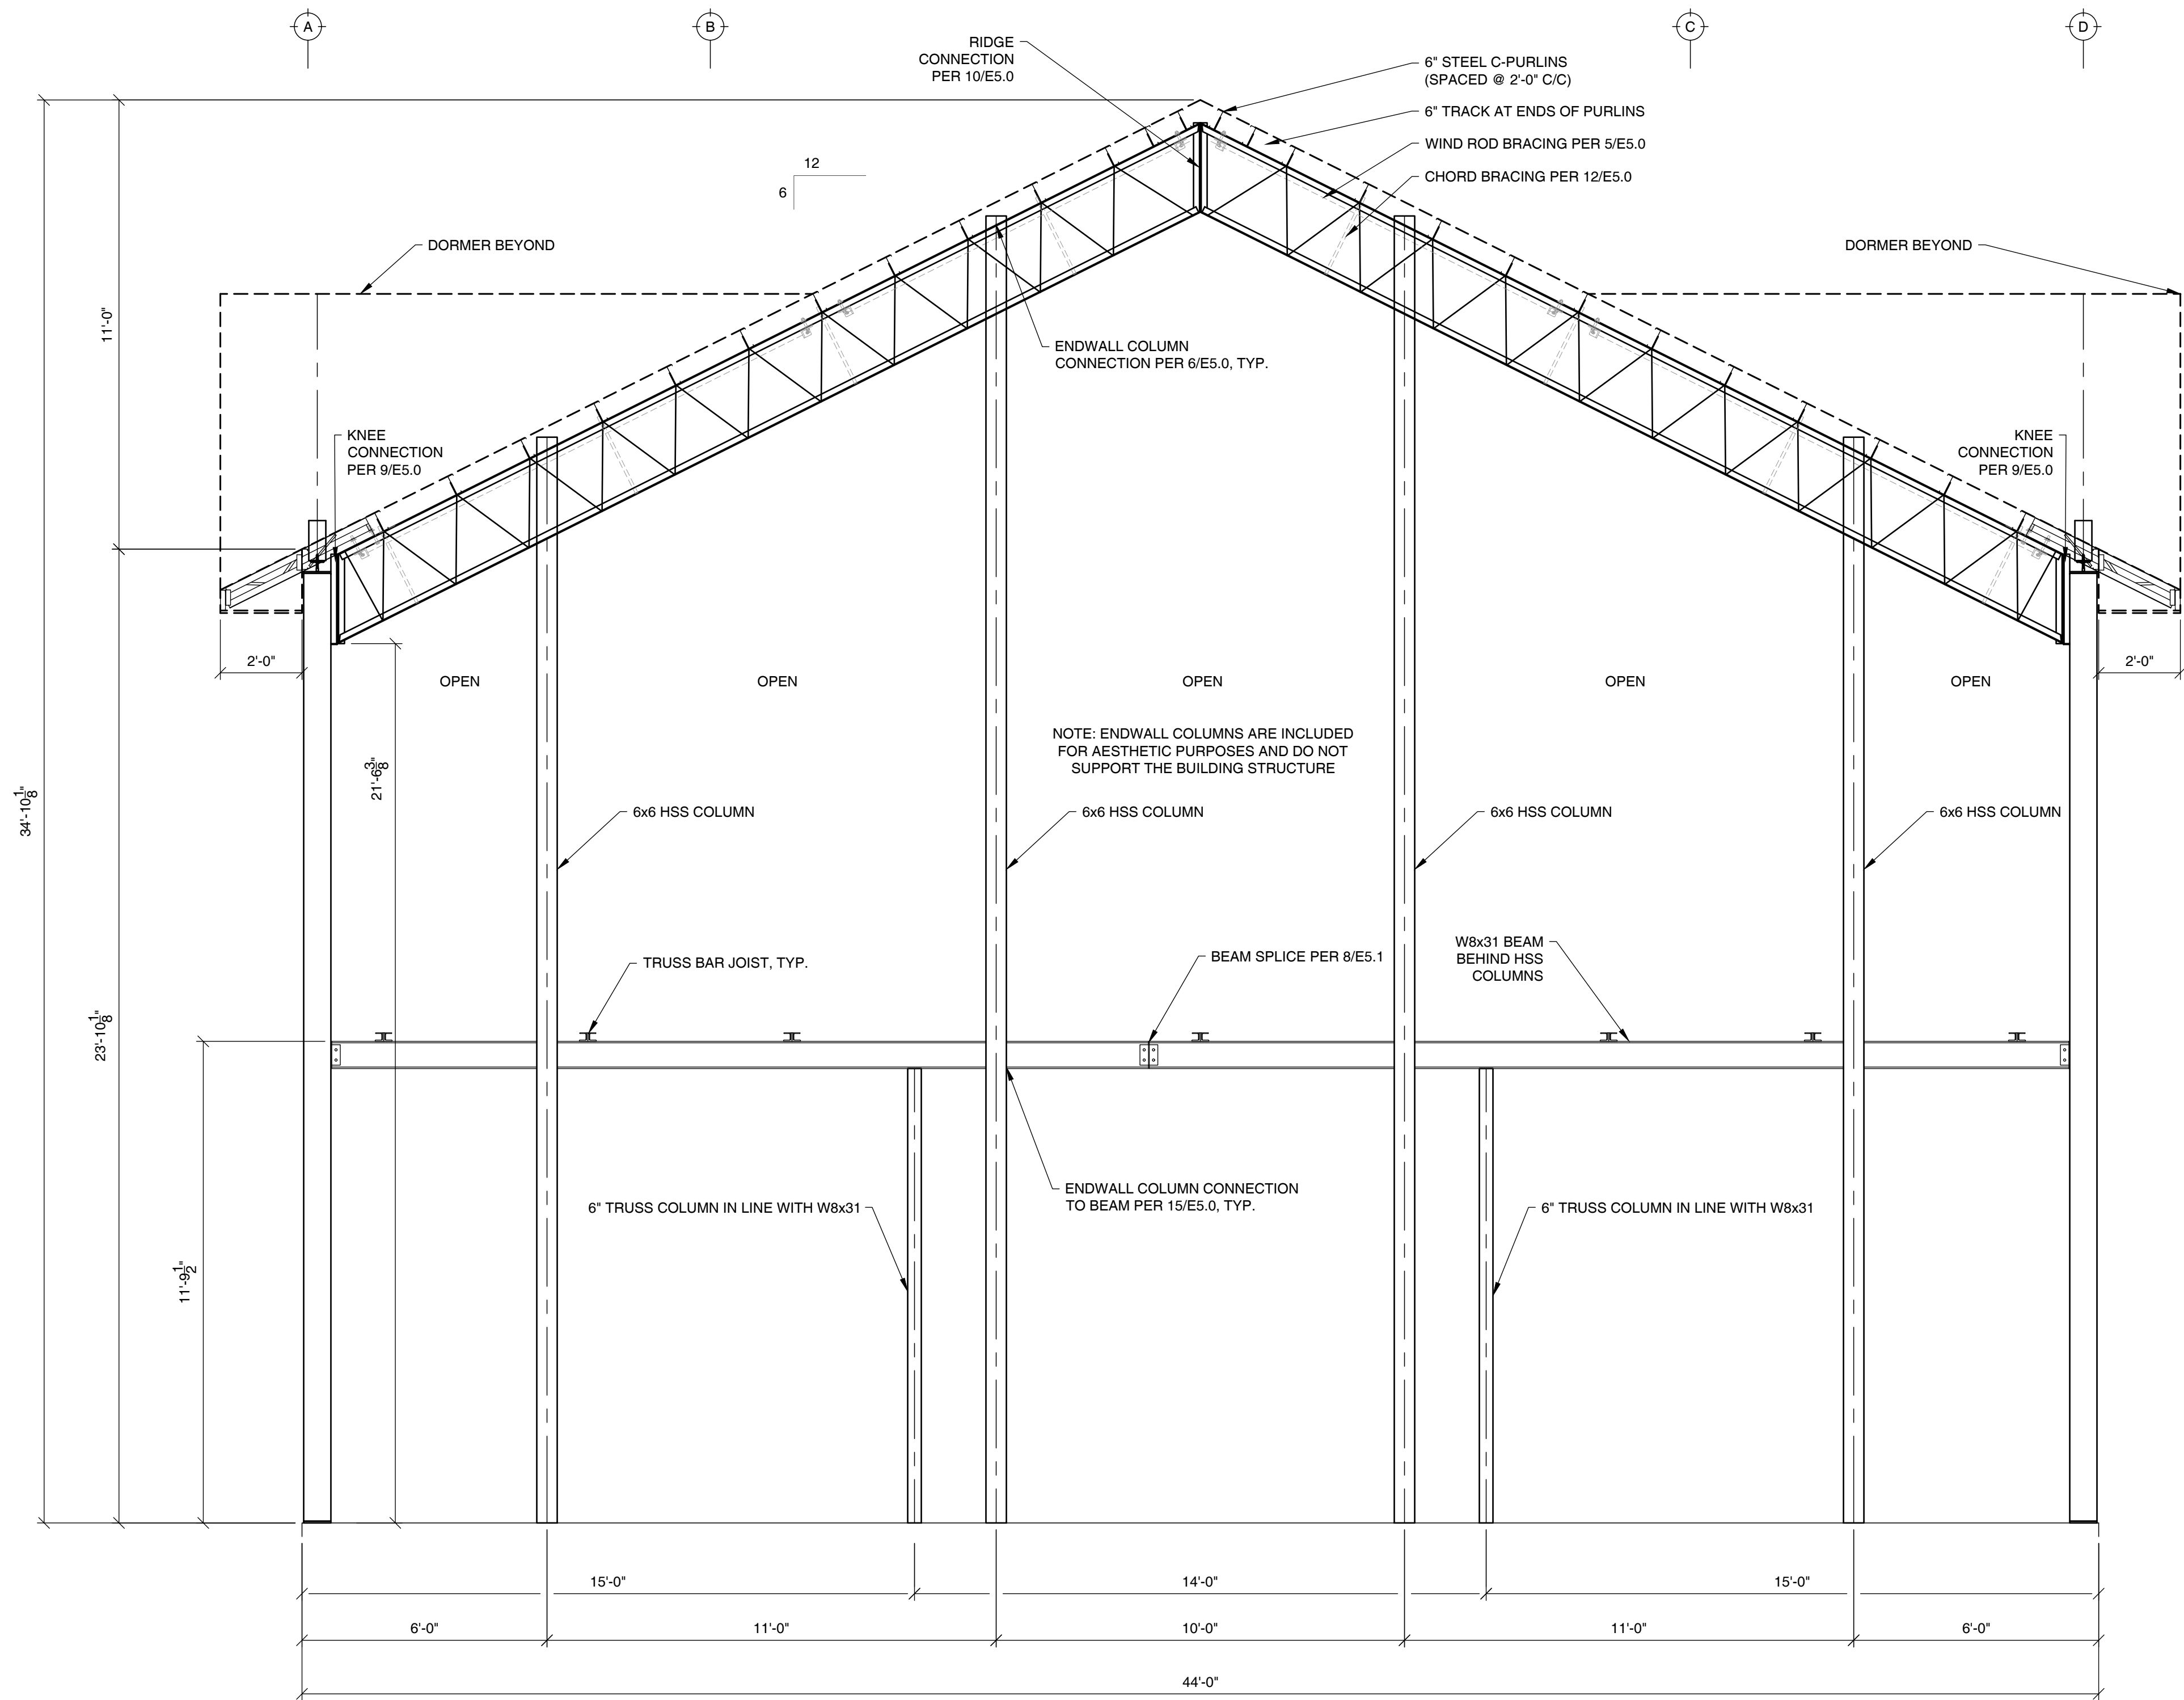 A
B
C
D
RIDGE
CONNECTION
PER 10/E5.0
6" STEEL C-PURLINS
(SPACED @ 2'-0" C/C)
6" TRACK AT ENDS OF PURLINS
WIND ROD BRACING PER 5/E5.0
CHORD BRACING PER 12/E5.0
12
6
DORMER BEYOND
DORMER BEYOND
11'-0"
ENDWALL COLUMN
CONNECTION PER 6/E5.0, TYP.
KNEE
CONNECTION
PER 9/E5.0
KNEE
CONNECTION
PER 9/E5.0
2'-0"
2'-0"
OPEN
OPEN
OPEN
OPEN
OPEN
NOTE: ENDWALL COLUMNS ARE INCLUDED
FOR AESTHETIC PURPOSES AND DO NOT
SUPPORT THE BUILDING STRUCTURE
21'-6 3/8"
34'-10 1/8"
6x6 HSS COLUMN
6x6 HSS COLUMN
6x6 HSS COLUMN
6x6 HSS COLUMN
TRUSS BAR JOIST, TYP.
BEAM SPLICE PER 8/E5.1
W8x31 BEAM
BEHIND HSS
COLUMNS
23'-10 1/8"
11'-9 1/2"
ENDWALL COLUMN CONNECTION
TO BEAM PER 15/E5.0, TYP.
6" TRUSS COLUMN IN LINE WITH W8x31
6" TRUSS COLUMN IN LINE WITH W8x31
15'-0"
14'-0"
15'-0"
6'-0"
11'-0"
10'-0"
11'-0"
6'-0"
44'-0"